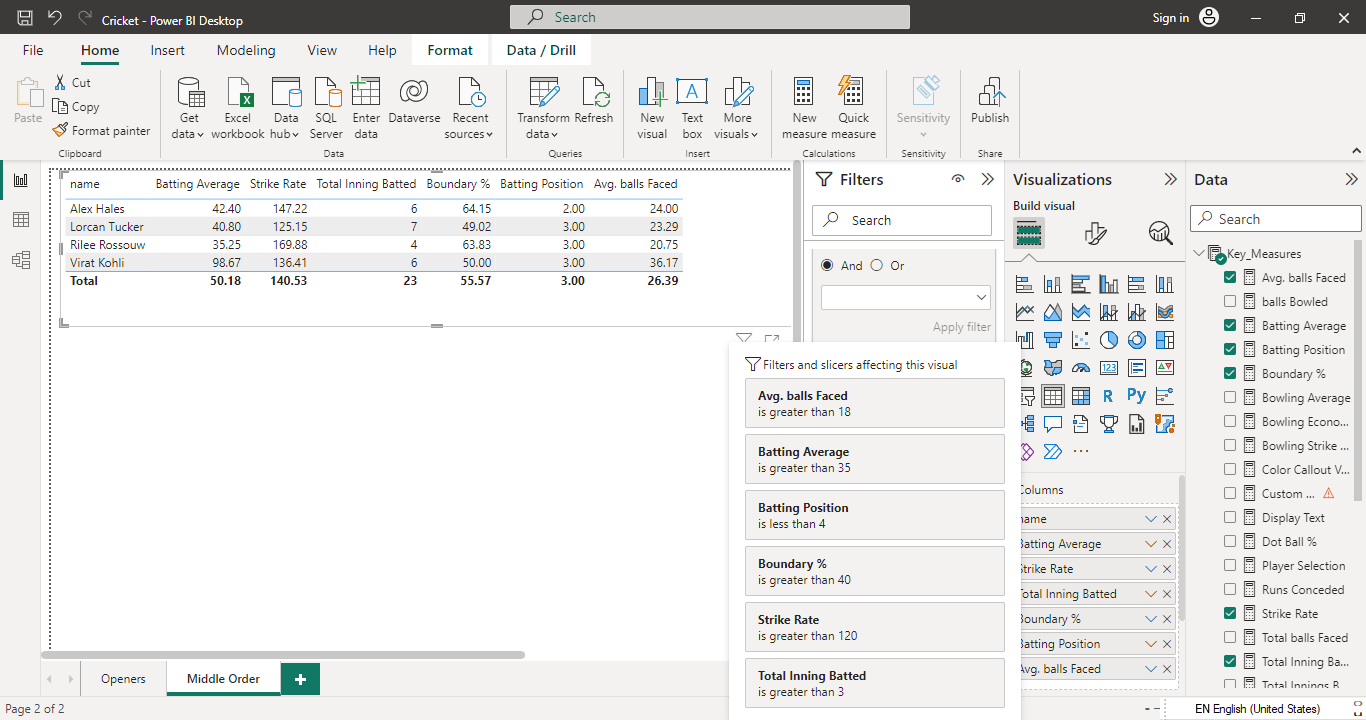 Cricket - Power BI Desktop
Search
Sign in
File Home Insert Modeling View Help Format Data / Drill
Paste
Cut
Copy
Format painter
Clipboard
Get data
Excel workbook
Data hub
SQL Server
Enter data
Dataverse
Recent sources
Data
Transform data
Refresh
Queries
New visual
Text box
More visuals
Insert
New measure
Quick measure
Calculations
Sensitivity
Sensitivity
Publish
Share
name Batting Average Strike Rate Total Inning Batted Boundary % Batting Position Avg. balls Faced
Alex Hales 42.40 147.22 6 64.15 2.00 24.00
Lorcan Tucker 40.80 125.15 7 49.02 3.00 23.29
Rilee Rossouw 35.25 169.88 4 63.83 3.00 20.75
Virat Kohli 98.67 136.41 6 50.00 3.00 36.17
Total 50.18 140.53 23 55.57 3.00 26.39
Filters
Search
And Or
Apply filter
Filters and slicers affecting this visual
Avg. balls Faced
is greater than 18
Batting Average
is greater than 35
Batting Position
is less than 4
Boundary %
is greater than 40
Strike Rate
is greater than 120
Total Inning Batted
is greater than 3
Visualizations
Build visual
123
R Py
...
Columns
name
Batting Average
Strike Rate
Total Inning Batted
Boundary %
Batting Position
Avg. balls Faced
Data
Search
Key_Measures
Avg. balls Faced
balls Bowled
Batting Average
Batting Position
Boundary %
Bowling Average
Bowling Econo...
Bowling Strike ...
Color Callout V...
Custom ...
Display Text
Dot Ball %
Player Selection
Runs Conceded
Strike Rate
Total balls Faced
Total Inning Ba...
Total Innings B...
Openers
Middle Order
+
Page 2 of 2
EN English (United States)